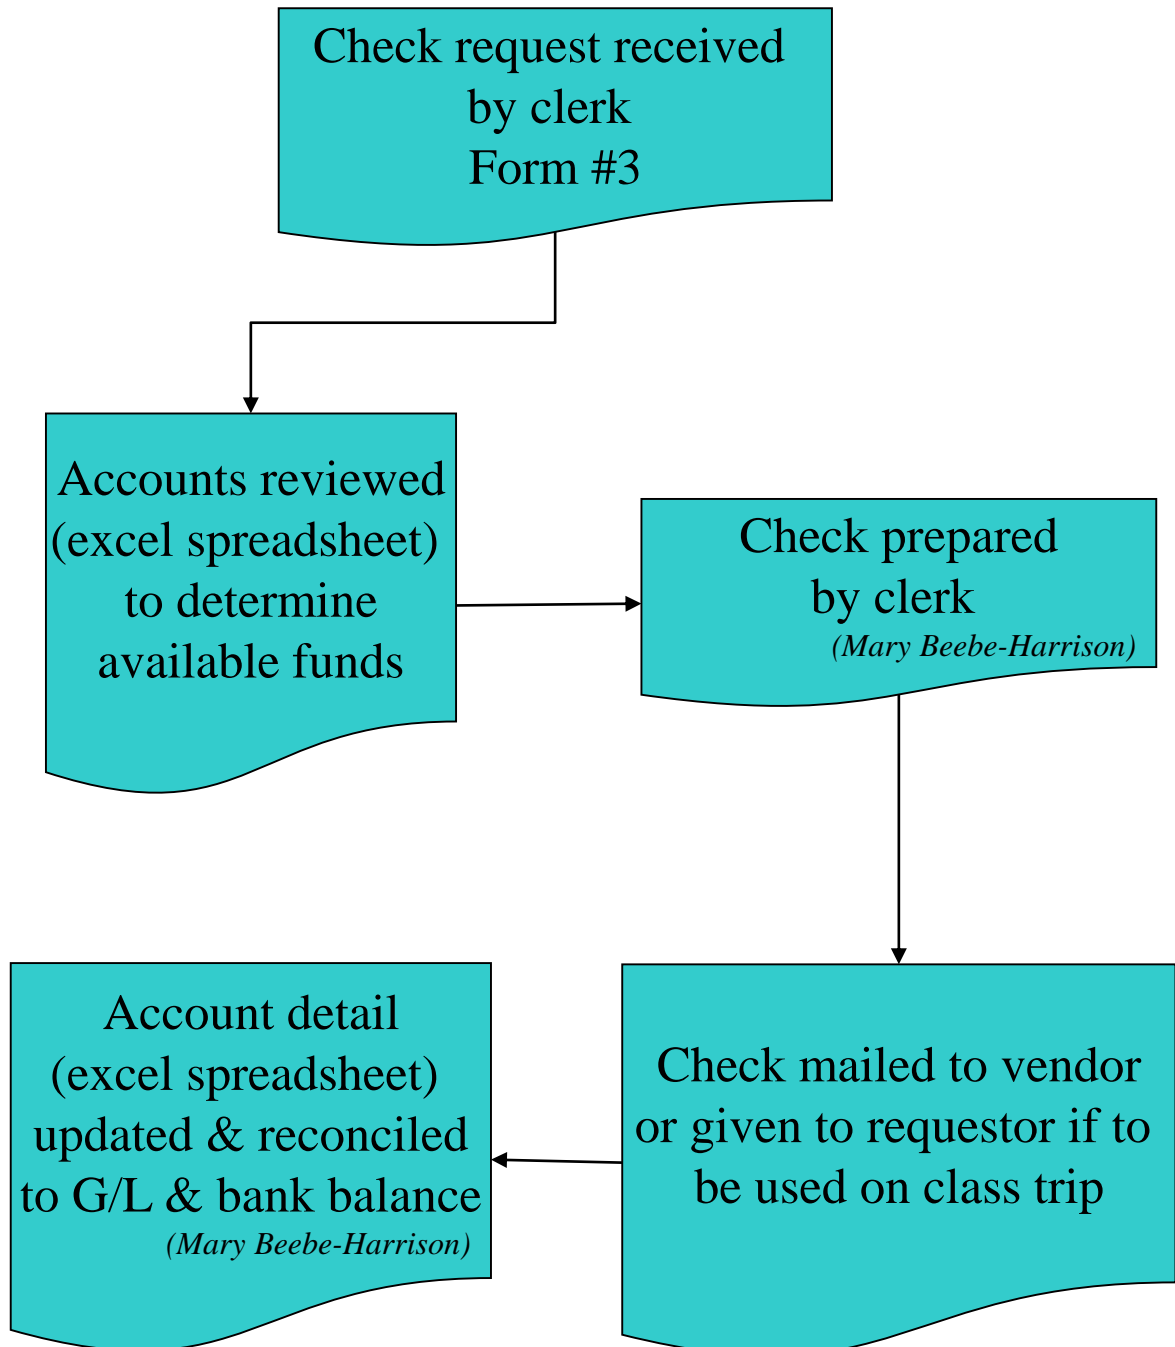 Check request received
by clerk
Form #3
Accounts reviewed
(excel spreadsheet)
to determine
available funds
Check prepared
by clerk
(Mary Beebe-Harrison)
Account detail
(excel spreadsheet)
updated & reconciled
to G/L & bank balance
(Mary Beebe-Harrison)
Check mailed to vendor
or given to requestor if to
be used on class trip